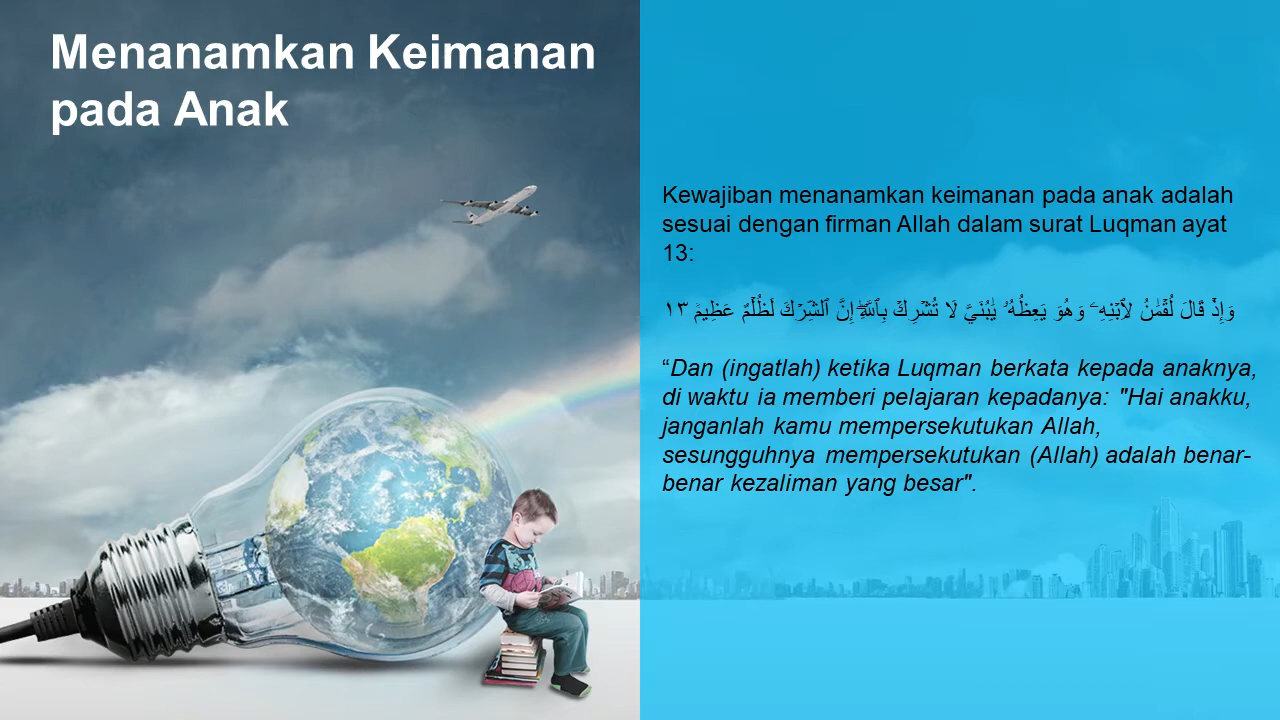 Menanamkan Keimanan
pada Anak
Kewajiban menanamkan keimanan pada anak adalah
sesuai dengan firman Allah dalam surat Luqman ayat
13:
وَإِذۡ قَالَ لُقۡمَٰنُ لِٱبۡنِهِۦ وَهُوَ يَعِظُهُۥ يَٰبُنَيَّ لَا تُشۡرِكۡ بِٱللَّهِۖ إِنَّ ٱلشِّرۡكَ لَظُلۡمٌ عَظِيمٞ ١٣
“Dan (ingatlah) ketika Luqman berkata kepada anaknya,
di waktu ia memberi pelajaran kepadanya: "Hai anakku,
janganlah kamu mempersekutukan Allah,
sesungguhnya mempersekutukan (Allah) adalah benar-
benar kezaliman yang besar".